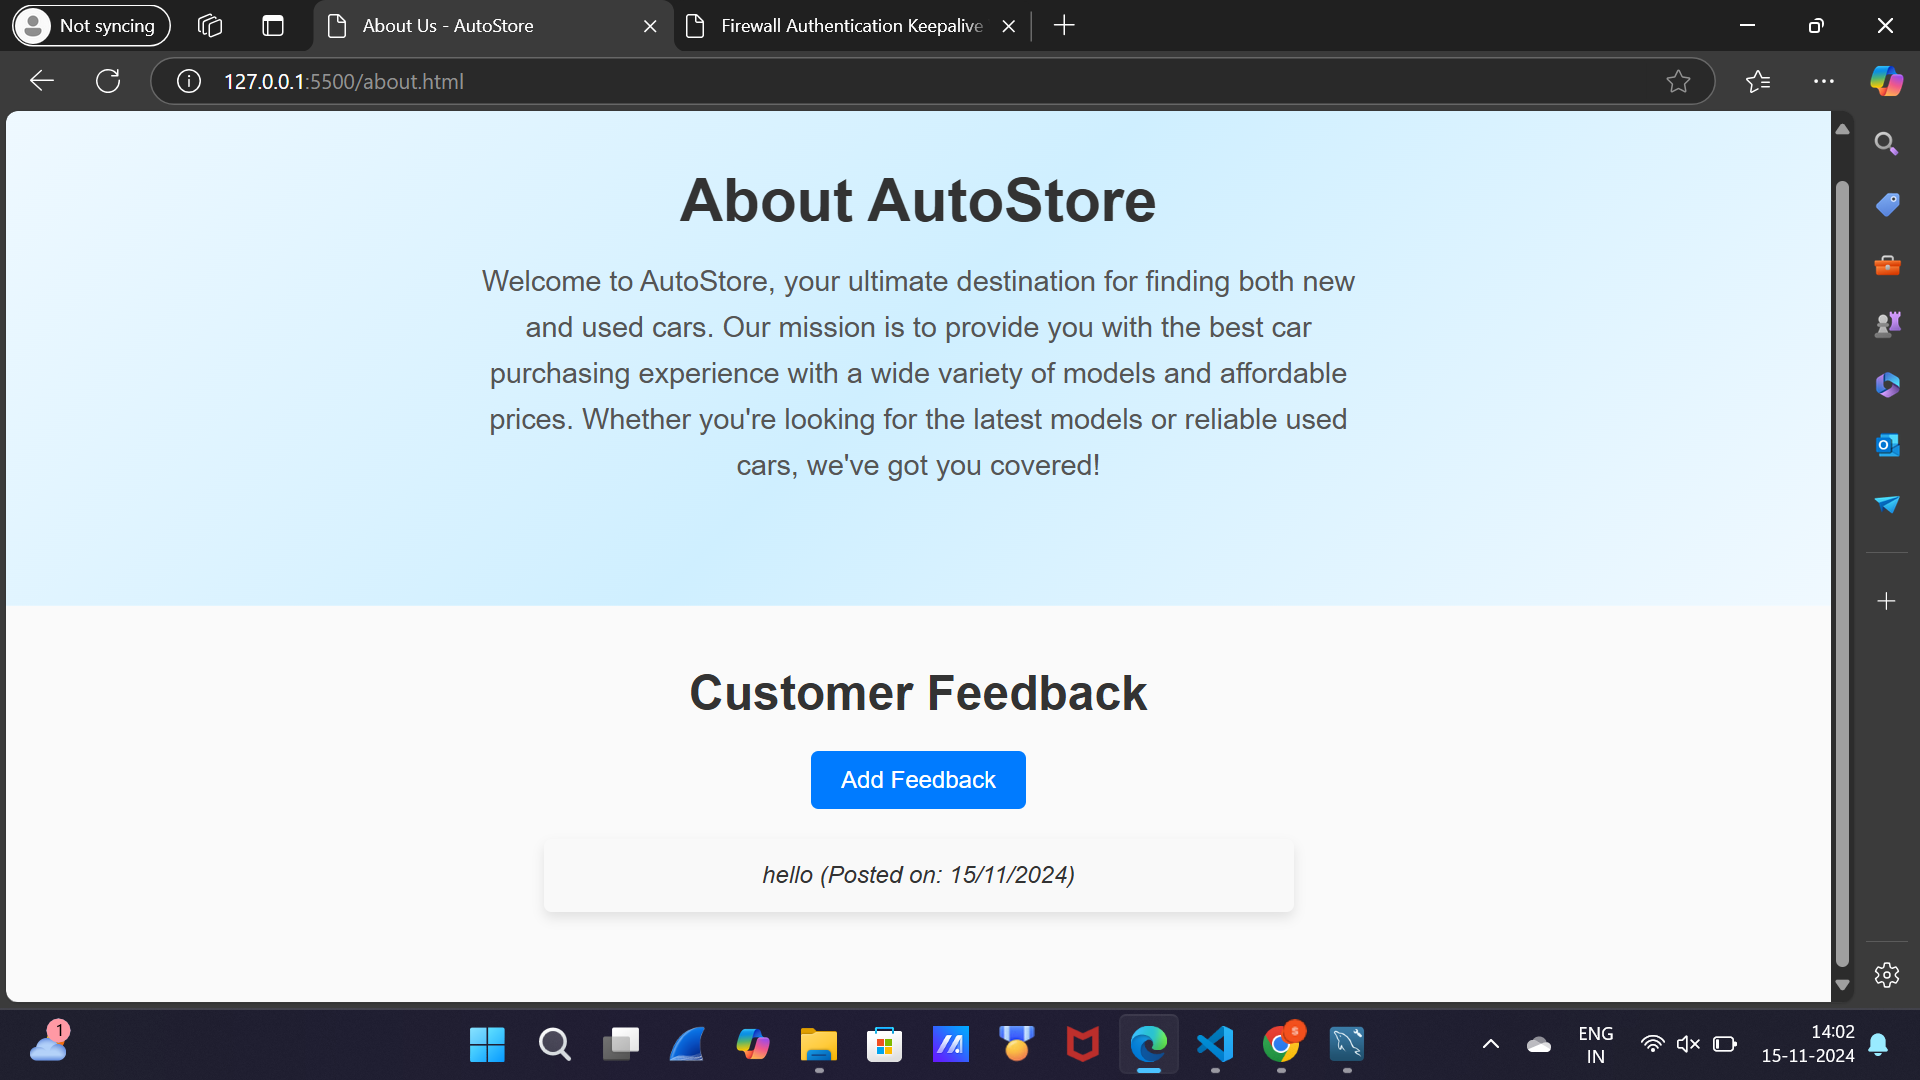 Not syncing
About Us - AutoStore
Firewall Authentication Keepalive
127.0.0.1:5500/about.html
About AutoStore
Welcome to AutoStore, your ultimate destination for finding both new
and used cars. Our mission is to provide you with the best car
purchasing experience with a wide variety of models and affordable
prices. Whether you're looking for the latest models or reliable used
cars, we've got you covered!
Customer Feedback
Add Feedback
hello (Posted on: 15/11/2024)
1
ENG
IN
14:02
15-11-2024